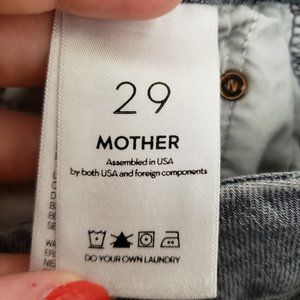 29
MOTHER
Assembled in USA
by both USA and foreign components
DO YOUR OWN LAUNDRY